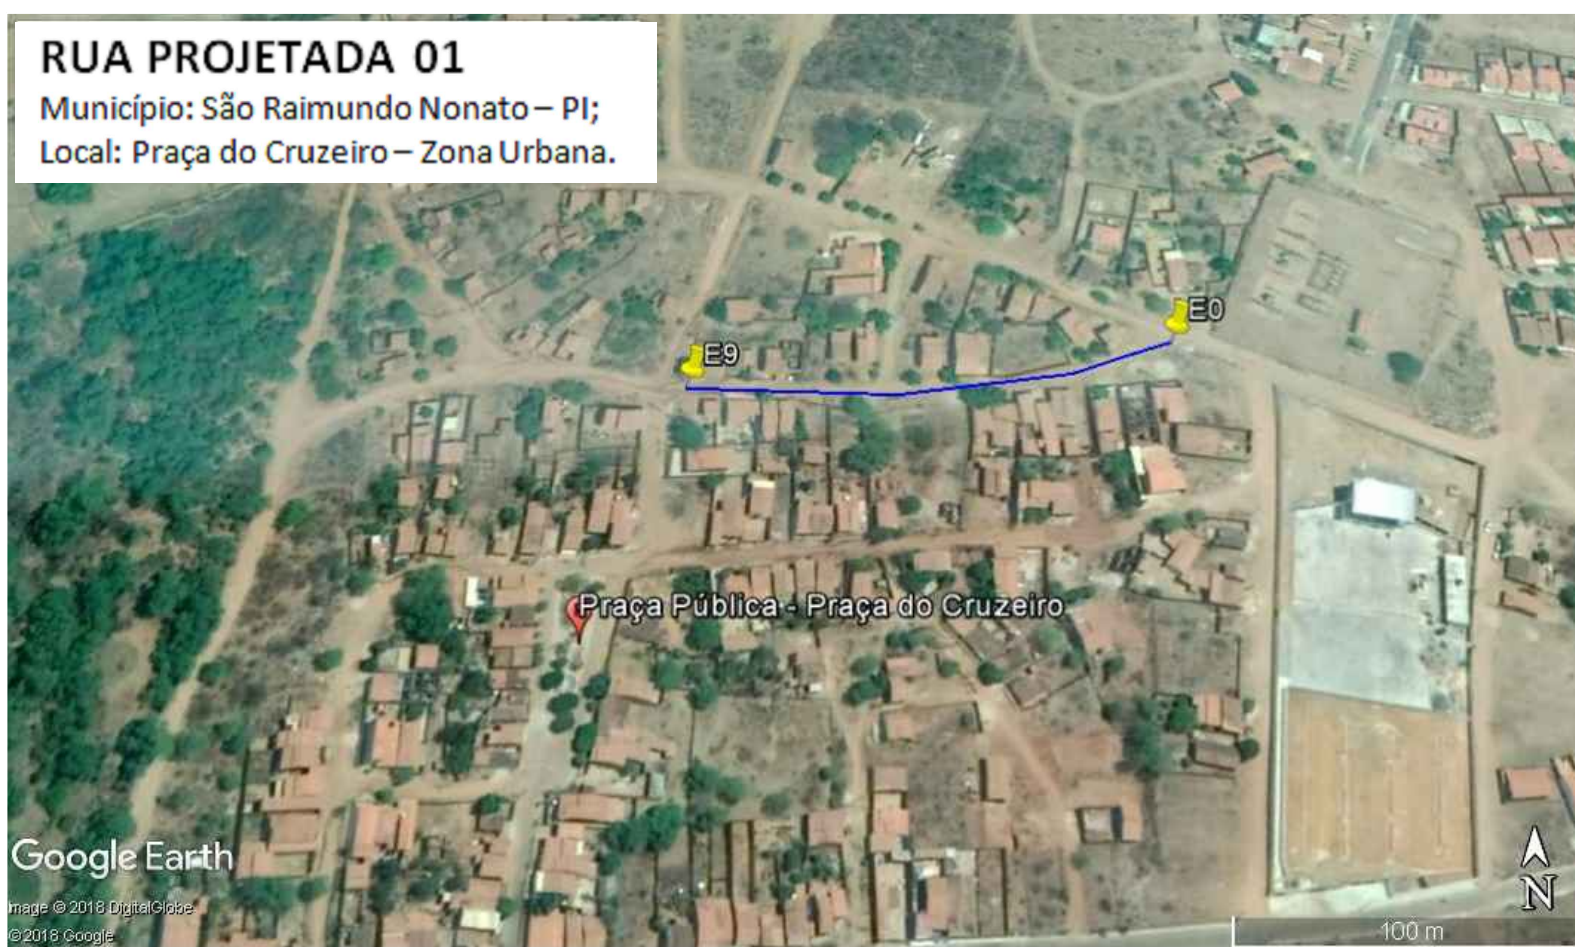 RUA PROJETADA 01
Município: São Raimundo Nonato – PI;
Local: Praça do Cruzeiro – Zona Urbana.
E0
E9
Praça Pública - Praça do Cruzeiro
Google Earth
Image © 2018 DigitalGlobe
© 2018 Google
N
100 m